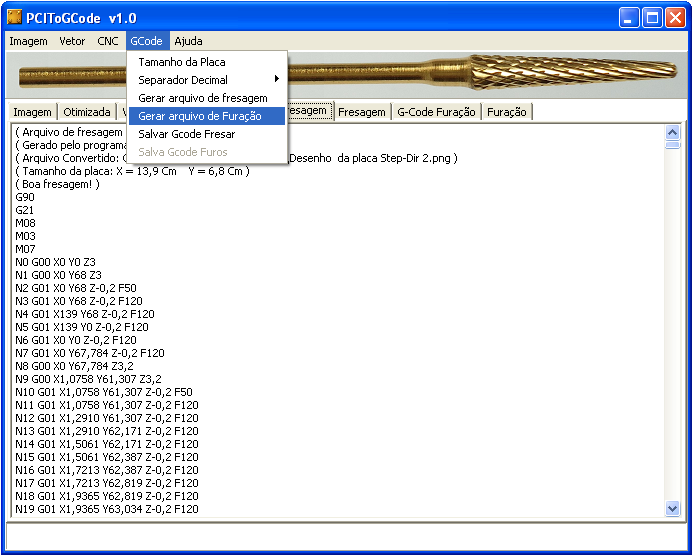 PCIToGCode v1.0
Imagem Vetor CNC GCode Ajuda
Tamanho da Placa
Separador Decimal
Gerar arquivo de fresagem
Gerar arquivo de Furação
Salvar Gcode Fresar
Salva Gcode Furos
Imagem Otimizada Fresagem G-Code Furação Furação
( Arquivo de fresagem
( Gerado pelo programa
( Arquivo Convertido: Desenho da placa Step-Dir 2.png )
( Tamanho da placa: X = 13,9 Cm Y = 6,8 Cm )
( Boa fresagem! )
G90
G21
M08
M03
M07
N0 G00 X0 Y0 Z3
N1 G00 X0 Y68 Z3
N2 G01 X0 Y68 Z-0,2 F50
N3 G01 X0 Y68 Z-0,2 F120
N4 G01 X139 Y68 Z-0,2 F120
N5 G01 X139 Y0 Z-0,2 F120
N6 G01 X0 Y0 Z-0,2 F120
N7 G01 X0 Y67,784 Z-0,2 F120
N8 G00 X0 Y67,784 Z3,2
N9 G00 X1,0758 Y61,307 Z3,2
N10 G01 X1,0758 Y61,307 Z-0,2 F50
N11 G01 X1,0758 Y61,307 Z-0,2 F120
N12 G01 X1,2910 Y61,307 Z-0,2 F120
N13 G01 X1,2910 Y62,171 Z-0,2 F120
N14 G01 X1,5061 Y62,171 Z-0,2 F120
N15 G01 X1,5061 Y62,387 Z-0,2 F120
N16 G01 X1,7213 Y62,387 Z-0,2 F120
N17 G01 X1,7213 Y62,819 Z-0,2 F120
N18 G01 X1,9365 Y62,819 Z-0,2 F120
N19 G01 X1,9365 Y63,034 Z-0,2 F120